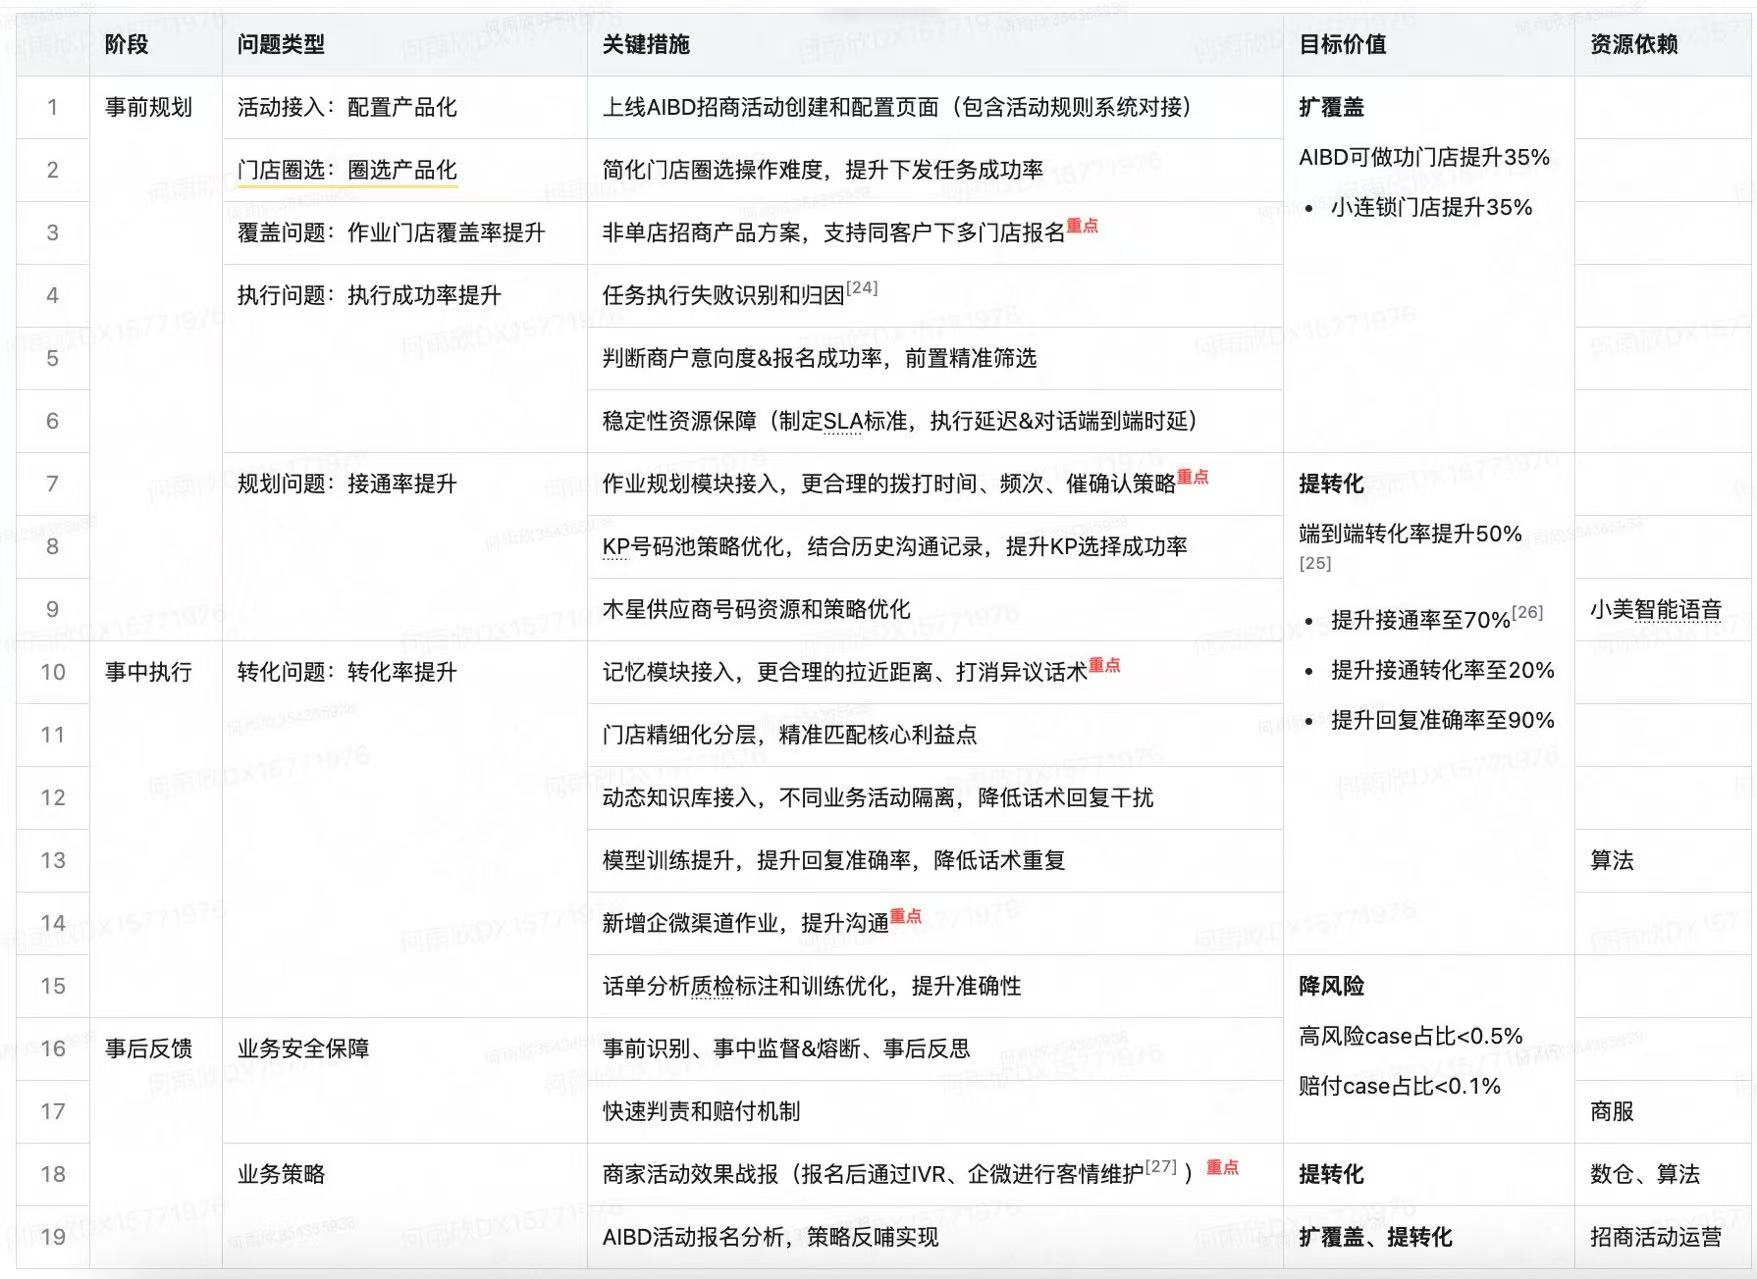 阶段 问题类型 关键措施 目标价值 资源依赖
1 事前规划 活动接入：配置产品化 上线AIBD招商活动创建和配置页面（包含活动规则系统对接） 扩覆盖
AIBD可做功门店提升35%
2 门店圈选：圈选产品化 简化门店圈选操作难度，提升下发任务成功率
• 小连锁门店提升35%
3 覆盖问题：作业门店覆盖率提升 非单店招商产品方案，支持同客户下多门店报名重点
4 执行问题：执行成功率提升 任务执行失败识别和归因[24]
5 判断商户意向度&报名成功率，前置精准筛选
6 稳定性资源保障（制定SLA标准，执行延迟&对话端到端时延）
7 规划问题：接通率提升 作业规划模块接入，更合理的拨打时间、频次、催确认策略重点 提转化
端到端转化率提升50%
[25]
8 KP号码池策略优化，结合历史沟通记录，提升KP选择成功率
9 木星供应商号码资源和策略优化 小美智能语音
• 提升接通率至70%[26]
10 事中执行 转化问题：转化率提升 记忆模块接入，更合理的拉近距离、打消异议话术重点
• 提升接通转化率至20%
• 提升回复准确率至90%
11 门店精细化分层，精准匹配核心利益点
12 动态知识库接入，不同业务活动隔离，降低话术回复干扰
13 模型训练提升，提升回复准确率，降低话术重复 算法
14 新增企微渠道作业，提升沟通重点
15 话单分析质检标注和训练优化，提升准确性 降风险
高风险case占比<0.5%
16 事后反馈 业务安全保障 事前识别、事中监督&熔断、事后反思
赔付case占比<0.1%
17 快速判责和赔付机制 商服
18 业务策略 商家活动效果战报（报名后通过IVR、企微进行客情维护[27] ） 重点 提转化 数仓、算法
19 AIBD活动报名分析，策略反哺实现 扩覆盖、提转化 招商活动运营
何雨欣DX15771976